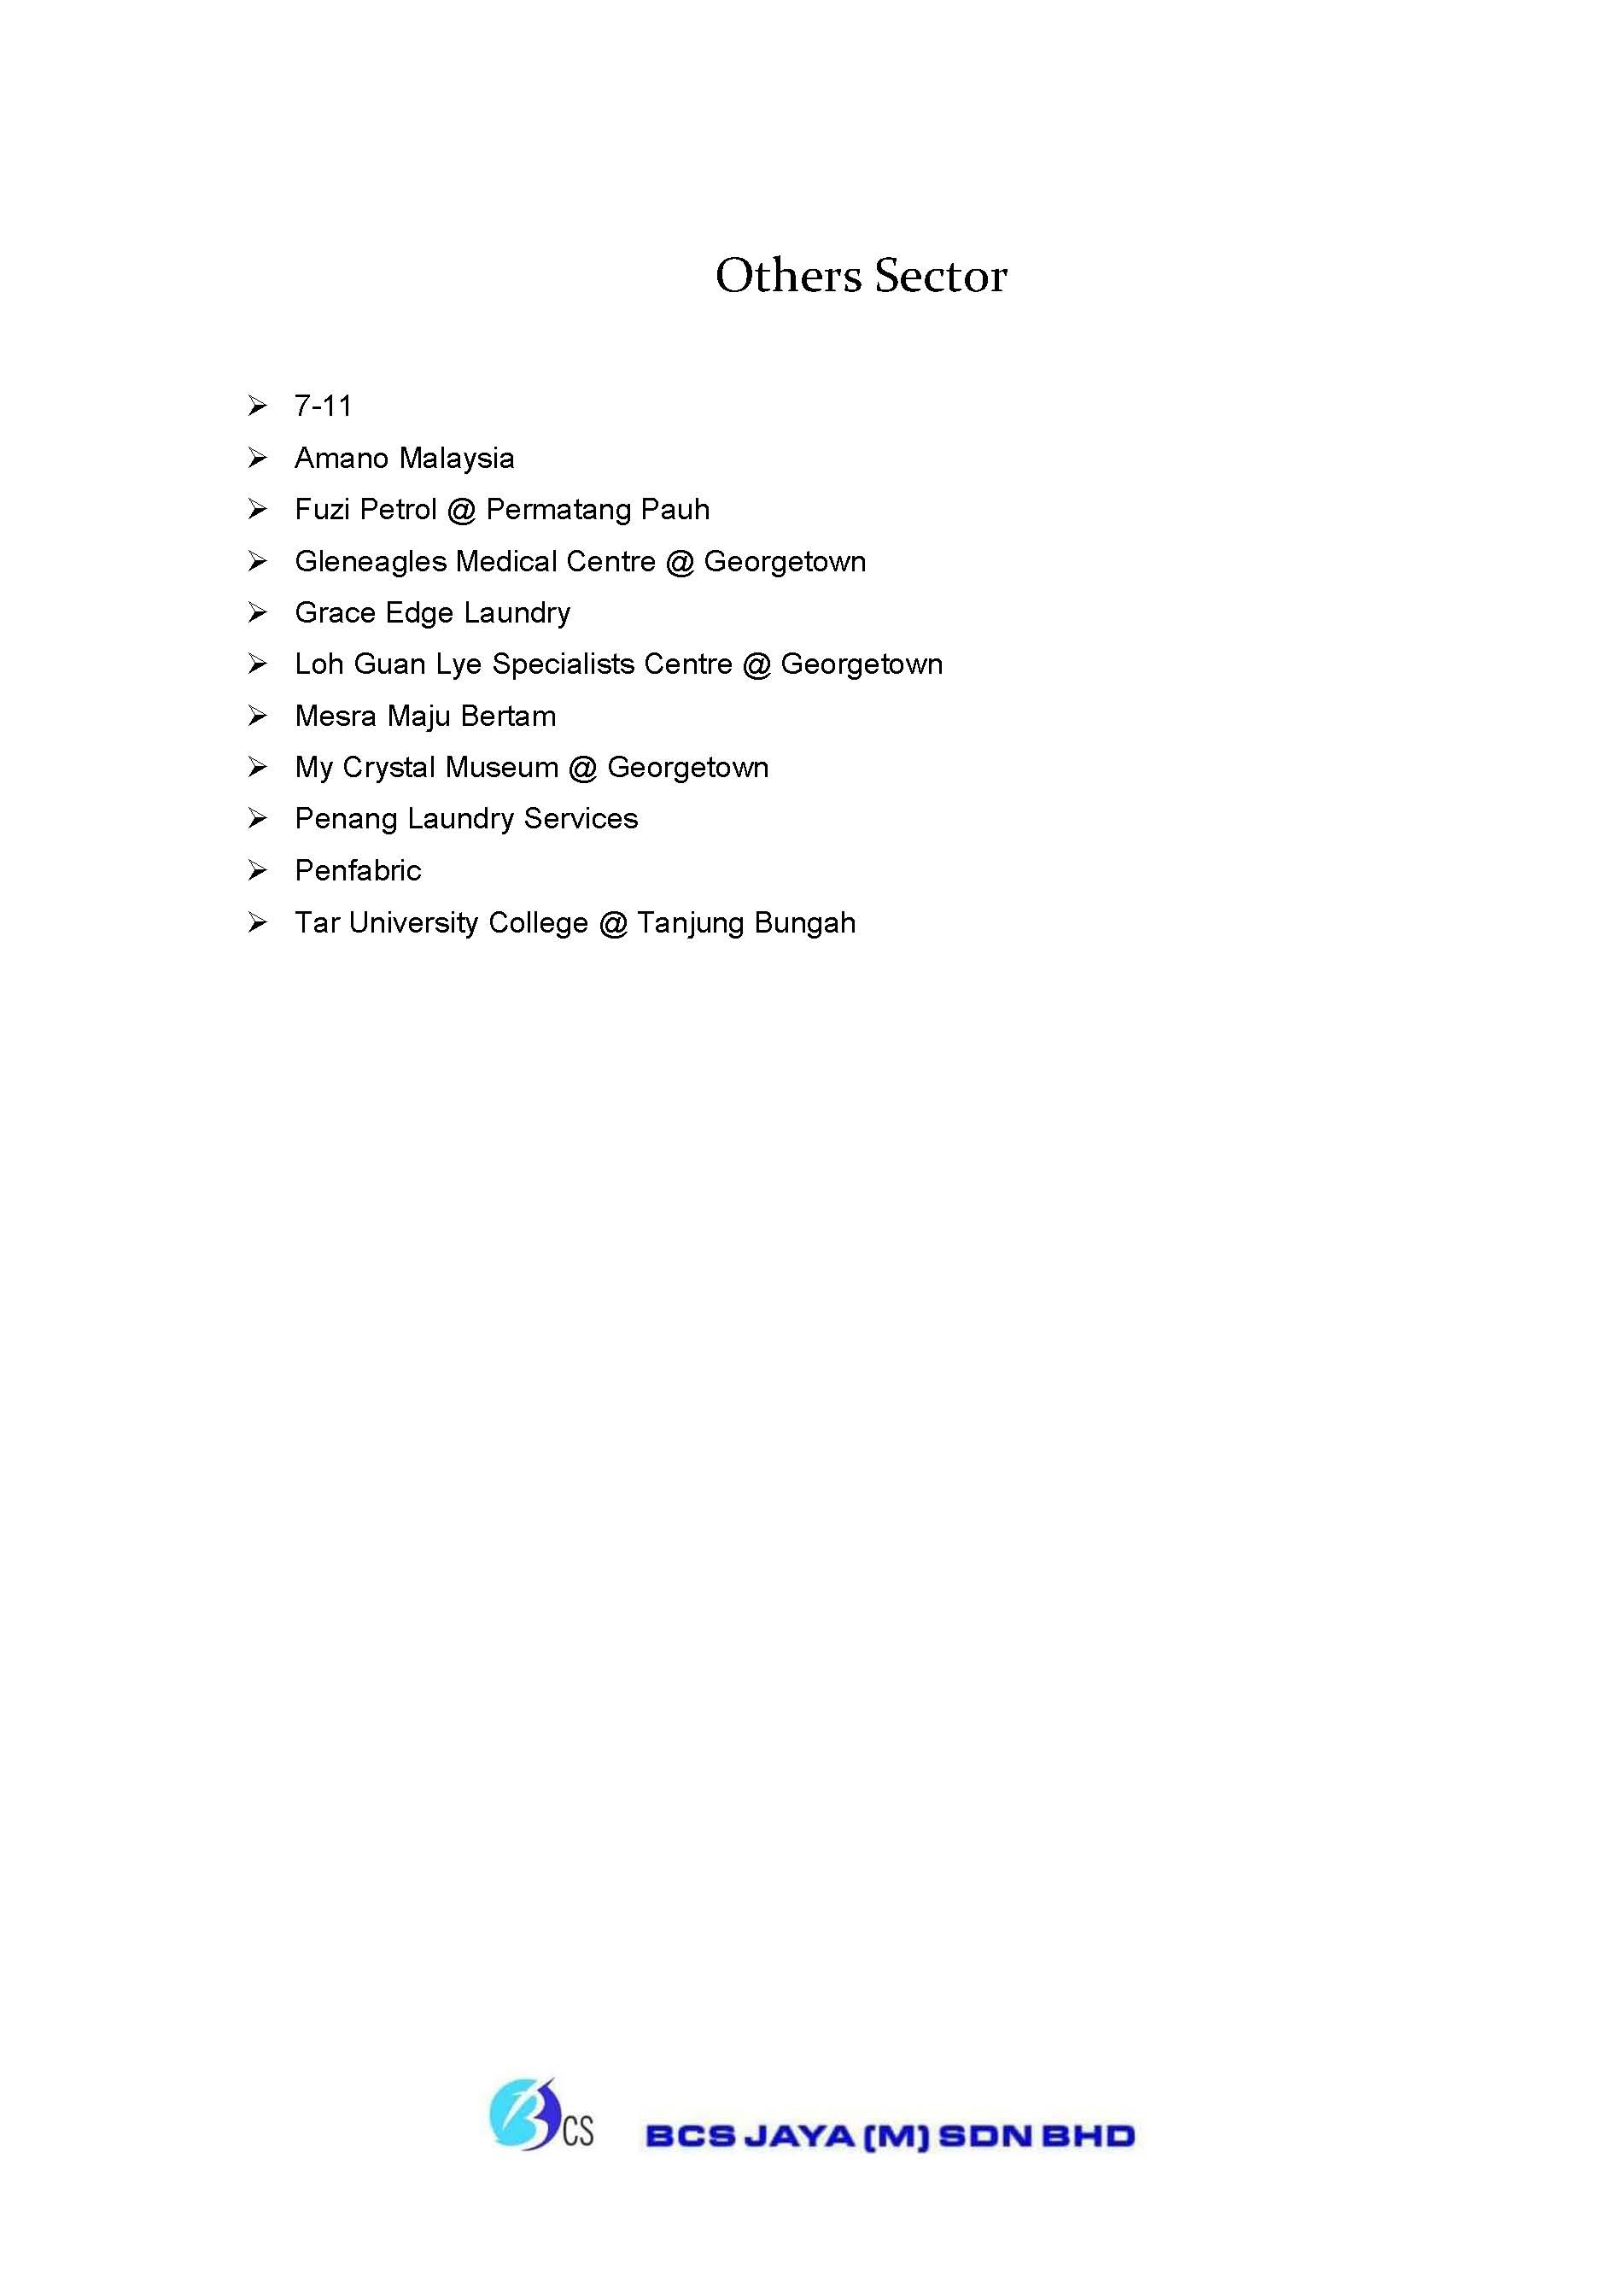 Others Sector
7-11
Amano Malaysia
Fuzi Petrol @ Permatang Pauh
Gleneagles Medical Centre @ Georgetown
Grace Edge Laundry
Loh Guan Lye Specialists Centre @ Georgetown
Mesra Maju Bertam
My Crystal Museum @ Georgetown
Penang Laundry Services
Penfabric
Tar University College @ Tanjung Bungah
BCS BCS JAYA (M) SDN BHD